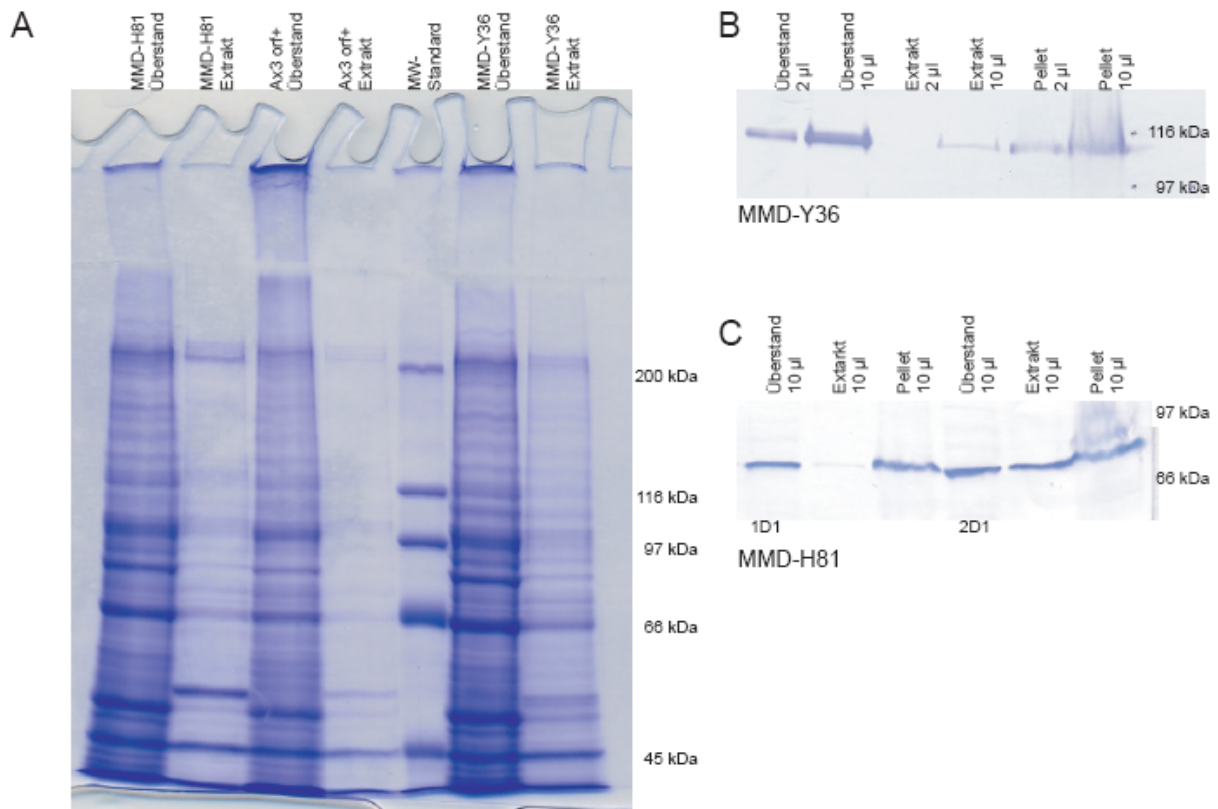 A
MMD-H81
Überstand
MMD-H81
Extrakt
Ax3 orf+
Überstand
Ax3 orf+
Extrakt
MW-
Standard
MMD-Y36
Überstand
MMD-Y36
Extrakt
200 kDa
116 kDa
97 kDa
66 kDa
45 kDa
B
Überstand
2 µl
Überstand
10 µl
Extrakt
2 µl
Extrakt
10 µl
Pellet
2 µl
Pellet
10 µl
116 kDa
97 kDa
MMD-Y36
C
Überstand
10 µl
Extarkt
10 µl
Pellet
10 µl
Überstand
10 µl
Extrakt
10 µl
Pellet
10 µl
97 kDa
66 kDa
1D1
2D1
MMD-H81